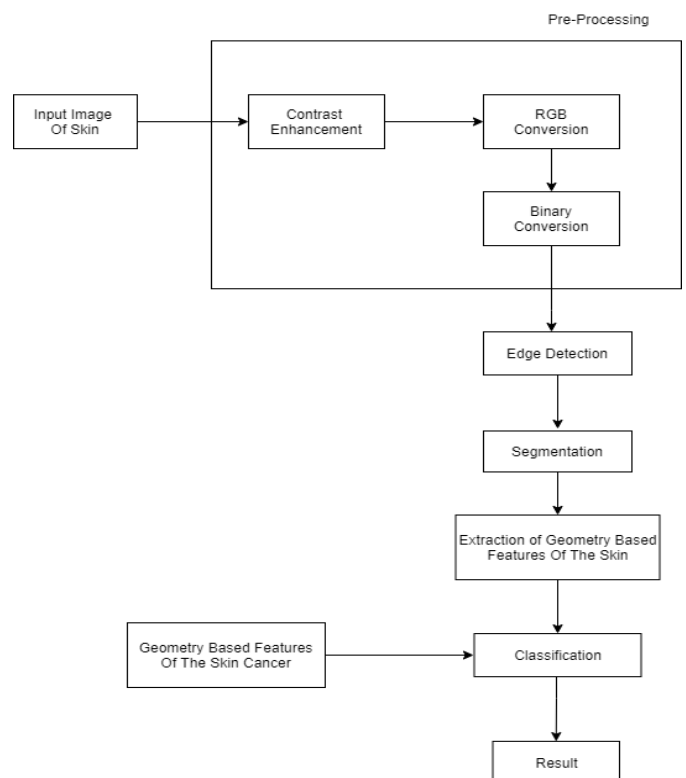 Pre-Processing
Input Image
Of Skin
Contrast
Enhancement
RGB
Conversion
Binary
Conversion
Edge Detection
Segmentation
Extraction of Geometry Based
Features Of The Skin
Geometry Based Features
Of The Skin Cancer
Classification
Result